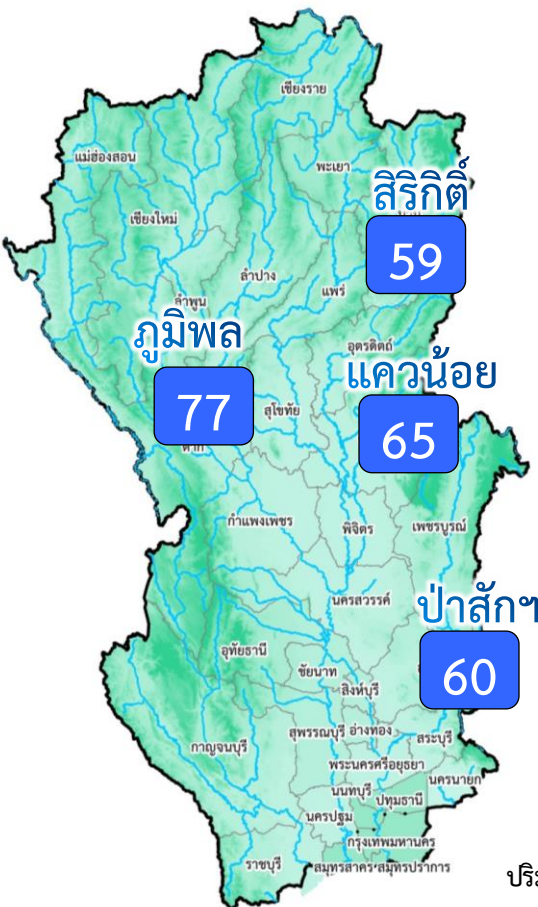 เชียงราย
แม่ฮ่องสอน
พะเยา
สิริกิติ์
เชียงใหม่
59
ลำปาง
แพร่
ลำพูน
ภูมิพล
อุตรดิตถ์
แควน้อย
77
สุโขทัย
65
ตาก
กำแพงเพชร
พิจิตร
เพชรบูรณ์
นครสวรรค์
ป่าสักฯ
อุทัยธานี
60
ชัยนาท
สิงห์บุรี
สุพรรณบุรี อ่างทอง
สระบุรี
กาญจนบุรี
พระนครศรีอยุธยา
นครนายก
นนทบุรี
ปทุมธานี
นครปฐม
กรุงเทพมหานคร
ราชบุรี
สมุทรสาคร สมุทรปราการ